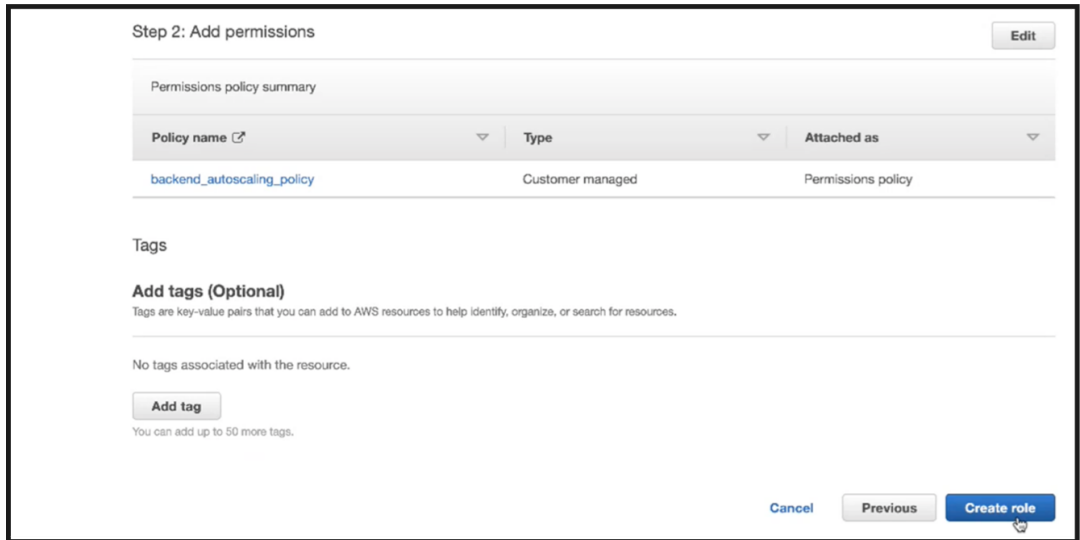 Step 2: Add permissions
Edit
Permissions policy summary
Policy name
Type
Attached as
backend_autoscaling_policy
Customer managed
Permissions policy
Tags
Add tags (Optional)
Tags are key-value pairs that you can add to AWS resources to help identify, organize, or search for resources.
No tags associated with the resource.
Add tag
You can add up to 50 more tags.
Cancel
Previous
Create role